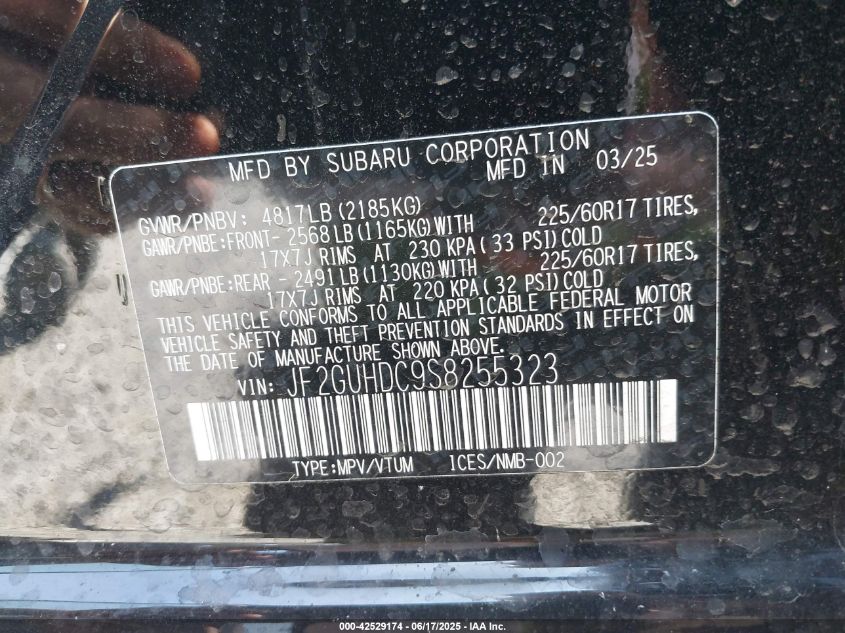 MFD BY SUBARU CORPORATION
MFD IN 03/25
GVWR/PNBV: 4817LB (2185KG)
GAWR/PNBE:FRONT- 2568LB (1165KG)WITH 225/60R17 TIRES,
17X7J RIMS AT 230 KPA( 33 PSI)COLD
GAWR/PNBE:REAR - 2491LB (1130KG)WITH 225/60R17 TIRES,
17X7J RIMS AT 220 KPA( 32 PSI)COLD
THIS VEHICLE CONFORMS TO ALL APPLICABLE FEDERAL MOTOR
VEHICLE SAFETY AND THEFT PREVENTION STANDARDS IN EFFECT ON
THE DATE OF MANUFACTURE SHOWN ABOVE.
VIN: JF2GUHDC9S8255323
TYPE:MPV/VTUM ICES/NMB-002
000-42529174 - 06/17/2025 - IAA Inc.